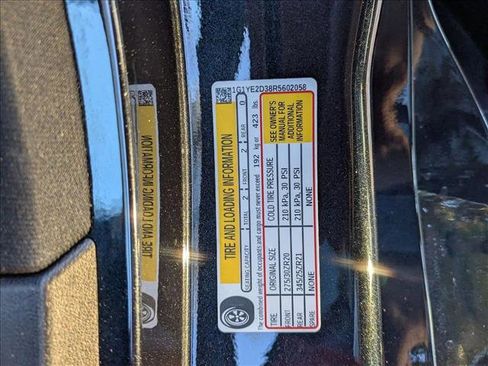 1G1YE2D38R5602058
TIRE AND LOADING INFORMATION
SEATING CAPACITY TOTAL 2 FRONT 2 REAR 0
The combined weight of occupants and cargo must never exceed 192 kg or 423 lbs.
TIRE ORIGINAL SIZE COLD TIRE PRESSURE
FRONT 275/30ZR20 210 kPa, 30 PSI
REAR 345/25ZR21 210 kPa, 30 PSI
SPARE NONE NONE
SEE OWNER'S
MANUAL FOR
ADDITIONAL
INFORMATION
TIRE AND LOADING INFORMATION